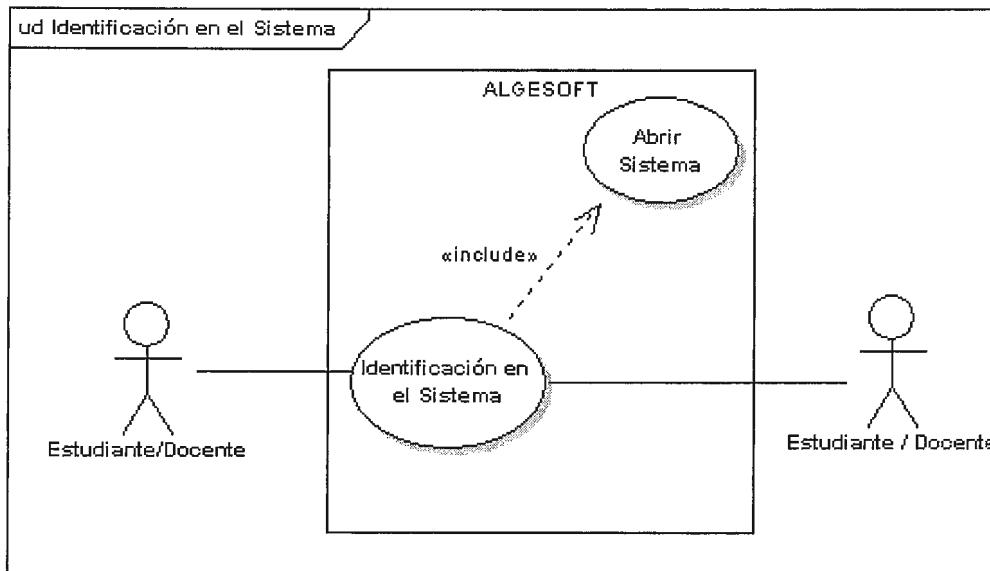 ud Identificación en el Sistema
ALGESOFT
Abrir
Sistema
«include»
Identificación en
el Sistema
Estudiante/Docente
Estudiante / Docente